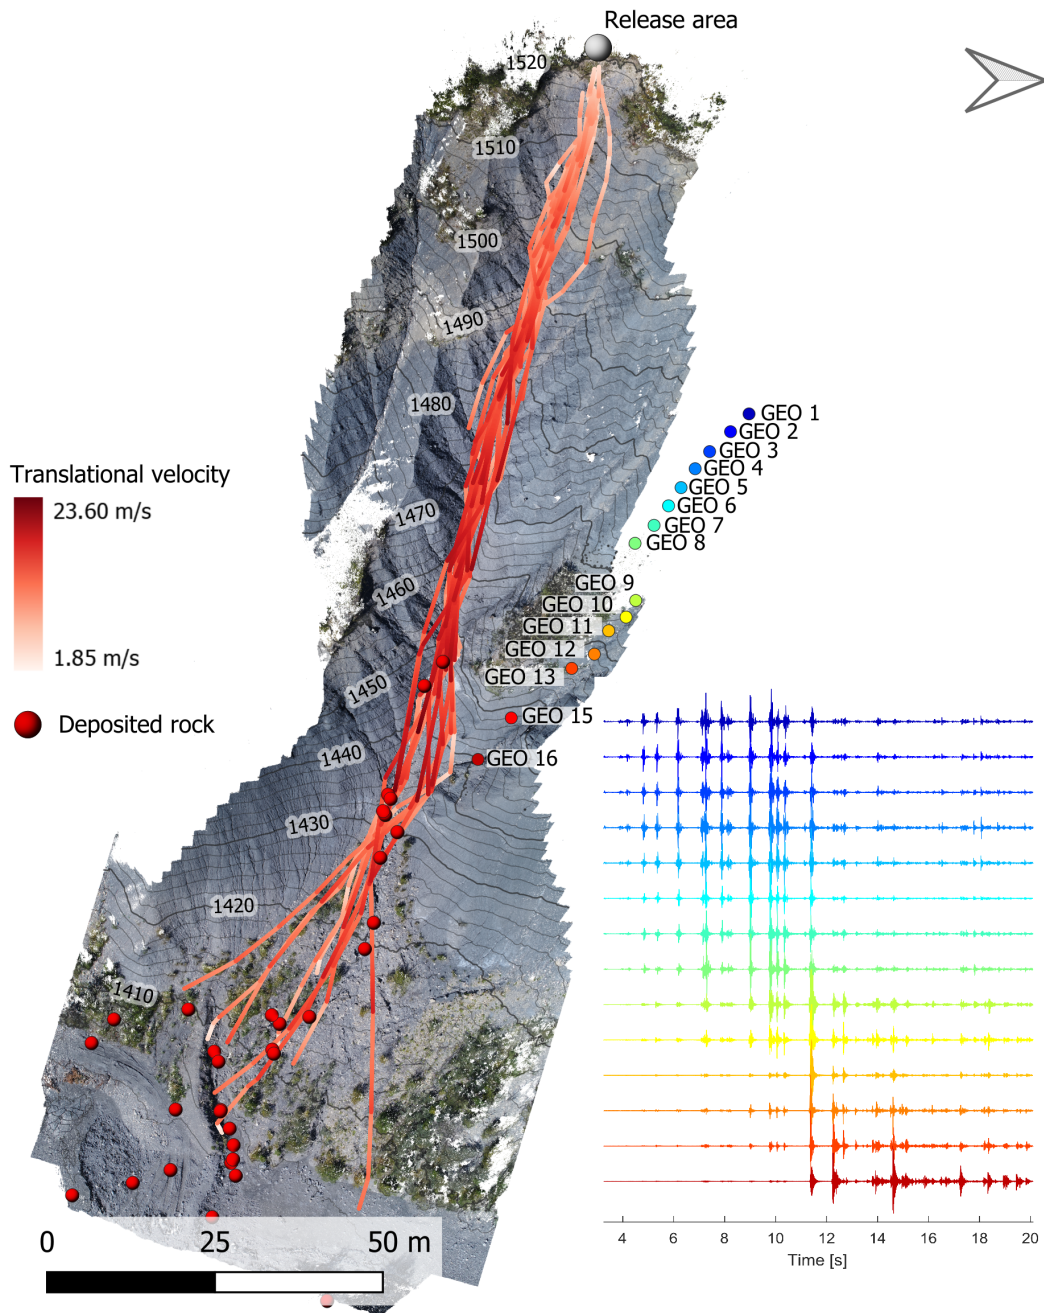 Release area
1520
1510
1500
1490
1480
1470
1460
1450
1440
1430
1420
1410
GEO 1
GEO 2
GEO 3
GEO 4
GEO 5
GEO 6
GEO 7
GEO 8
GEO 9
GEO 10
GEO 11
GEO 12
GEO 13
GEO 15
GEO 16
Translational velocity
23.60 m/s
1.85 m/s
Deposited rock
0 25 50 m
4 6 8 10 12 14 16 18 20
Time [s]